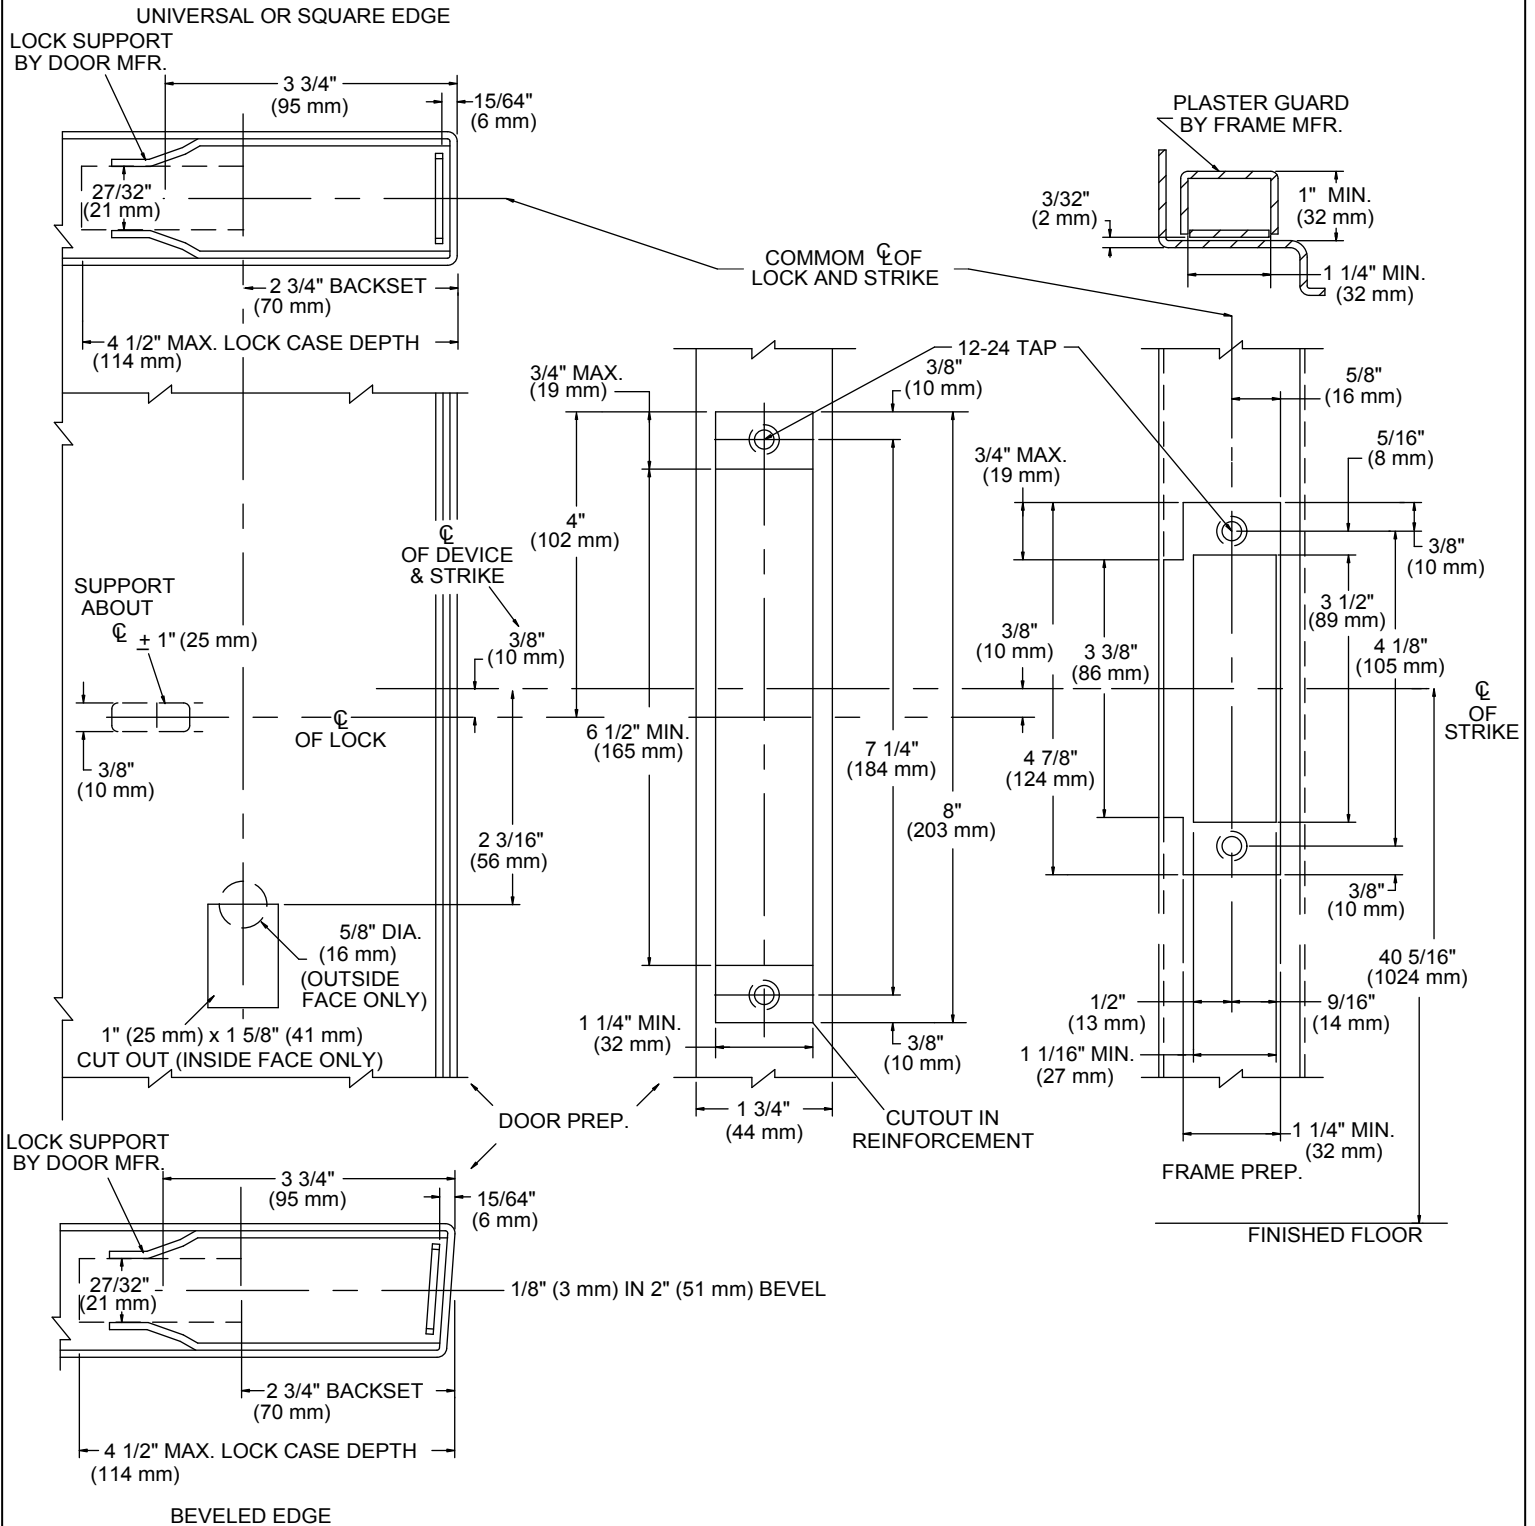 UNIVERSAL OR SQUARE EDGE
LOCK SUPPORT
BY DOOR MFR.
3 3/4"
(95 mm)
15/64"
(6 mm)
27/32"
(21 mm)
2 3/4" BACKSET
(70 mm)
4 1/2" MAX. LOCK CASE DEPTH
(114 mm)
PLASTER GUARD
BY FRAME MFR.
3/32"
(2 mm)
1" MIN.
(32 mm)
1 1/4" MIN.
(32 mm)
COMMOM ℄ OF
LOCK AND STRIKE
12-24 TAP
3/4" MAX.
(19 mm)
3/8"
(10 mm)
5/8"
(16 mm)
5/16"
(8 mm)
3/4" MAX.
(19 mm)
4"
(102 mm)
℄
OF DEVICE
& STRIKE
3/8"
(10 mm)
SUPPORT
ABOUT
℄ ± 1" (25 mm)
3/8"
(10 mm)
℄
OF LOCK
3/8"
(10 mm)
2 3/16"
(56 mm)
6 1/2" MIN.
(165 mm)
7 1/4"
(184 mm)
8"
(203 mm)
3/8"
(10 mm)
3 3/8"
(86 mm)
3 1/2"
(89 mm)
4 1/8"
(105 mm)
4 7/8"
(124 mm)
℄
OF
STRIKE
3/8"
(10 mm)
40 5/16"
(1024 mm)
5/8" DIA.
(16 mm)
(OUTSIDE
FACE ONLY)
1" (25 mm) x 1 5/8" (41 mm)
CUT OUT (INSIDE FACE ONLY)
1 1/4" MIN.
(32 mm)
3/8"
(10 mm)
1/2"
(13 mm)
9/16"
(14 mm)
1 1/16" MIN.
(27 mm)
DOOR PREP.
1 3/4"
(44 mm)
CUTOUT IN
REINFORCEMENT
1 1/4" MIN.
(32 mm)
FRAME PREP.
FINISHED FLOOR
LOCK SUPPORT
BY DOOR MFR.
3 3/4"
(95 mm)
15/64"
(6 mm)
27/32"
(21 mm)
1/8" (3 mm) IN 2" (51 mm) BEVEL
2 3/4" BACKSET
(70 mm)
4 1/2" MAX. LOCK CASE DEPTH
(114 mm)
BEVELED EDGE